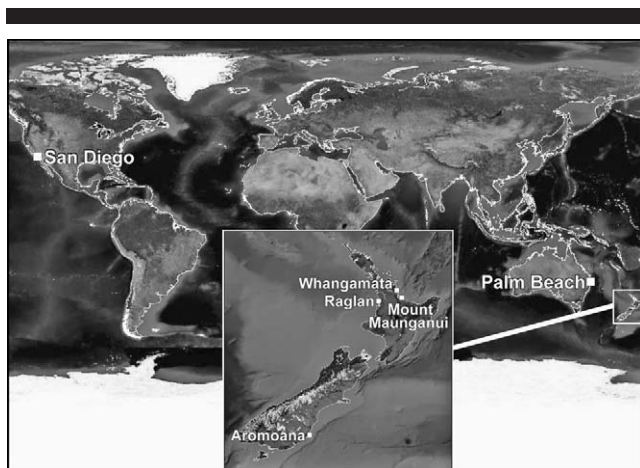 San Diego
Palm Beach
Whangamata
Raglan
Mount
Maunganui
Aromoana